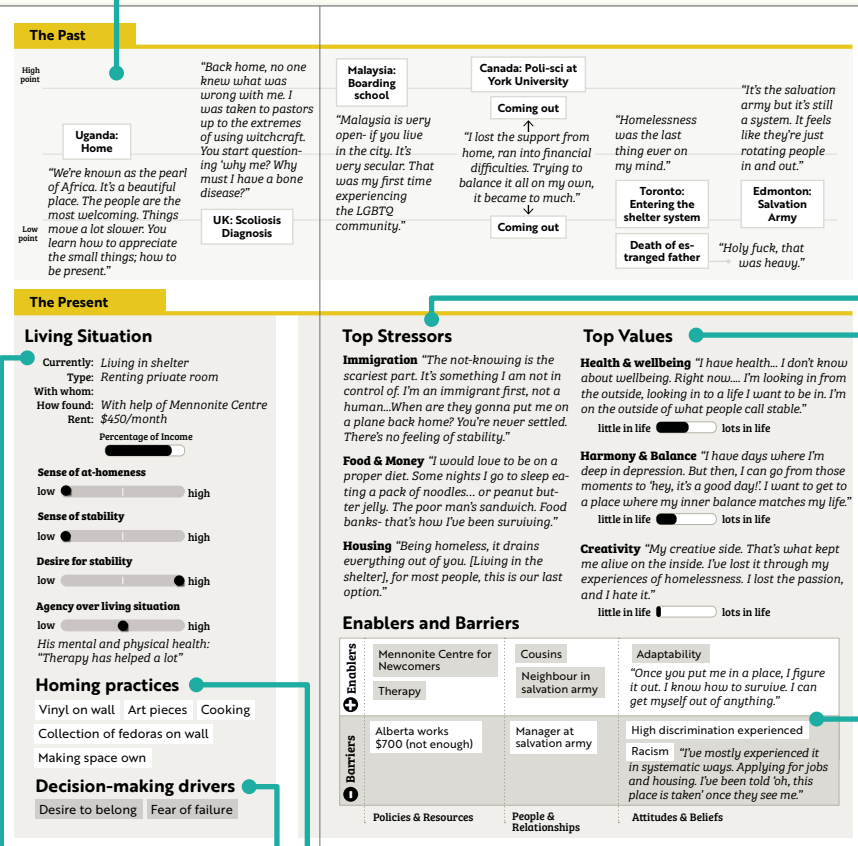 The Past
High
point
Low
point
Uganda:
Home
“We’re known as the pearl
of Africa. It’s a beautiful
place. The people are the
most welcoming. Things
move a lot slower. You
learn how to appreciate
the small things; how to
be present.”
“Back home, no one
knew what was
wrong with me. I
was taken to pastors
up to the extremes
of using witchcraft.
You start question-
ing ‘why me? Why
must I have a bone
disease?”
UK: Scoliosis
Diagnosis
Malaysia:
Boarding
school
“Malaysia is very
open- if you live
in the city. It’s
very secular. That
was my first time
experiencing
the LGBTQ
community.”
Canada: Poli-sci at
York University
Coming out
“I lost the support from
home, ran into financial
difficulties. Trying to
balance it all on my own,
it became to much.”
Coming out
“Homelessness
was the last
thing ever on
my mind.”
Toronto:
Entering the
shelter system
Death of es-
tranged father
“Holy fuck, that
was heavy.”
“It’s the salvation
army but it’s still
a system. It feels
like they’re just
rotating people
in and out.”
Edmonton:
Salvation
Army
The Present
Living Situation
Currently: Living in shelter
Type: Renting private room
With whom:
How found: With help of Mennonite Centre
Rent: $450/month
Percentage of Income
Sense of at-homeness
low high
Sense of stability
low high
Desire for stability
low high
Agency over living situation
low high
His mental and physical health:
“Therapy has helped a lot”
Homing practices
Vinyl on wall Art pieces Cooking
Collection of fedoras on wall
Making space own
Decision-making drivers
Desire to belong Fear of failure
Top Stressors
Immigration “The not-knowing is the
scariest part. It’s something I am not in
control of. I’m an immigrant first, not a
human...When are they gonna put me on
a plane back home? You’re never settled.
There’s no feeling of stability.”
Food & Money “I would love to be on a
proper diet. Some nights I go to sleep ea-
ting a pack of noodles... or peanut but-
ter jelly. The poor man’s sandwich. Food
banks- that’s how I’ve been surviving.”
Housing “Being homeless, it drains
everything out of you. [Living in the
shelter], for most people, this is our last
option.”
Top Values
Health & wellbeing “I have health... I don’t know
about wellbeing. Right now.... I’m looking in from
the outside, looking in to a life I want to be in. I’m
on the outside of what people call stable.”
little in life lots in life
Harmony & Balance “I have days where I’m
deep in depression. But then, I can go from those
moments to ‘hey, it’s a good day!’. I want to get to
a place where my inner balance matches my life.”
little in life lots in life
Creativity “My creative side. That’s what kept
me alive on the inside. I’ve lost it through my
experiences of homelessness. I lost the passion,
and I hate it.”
little in life lots in life
Enablers and Barriers
Enablers
Mennonite Centre for
Newcomers
Therapy
Cousins
Neighbour in
salvation army
Adaptability
“Once you put me in a place, I figure
it out. I know how to survive. I can
get myself out of anything.”
Barriers
Alberta works
$700 (not enough)
Manager at
salvation army
High discrimination experienced
Racism “I’ve mostly experienced it
in systematic ways. Applying for jobs
and housing. I’ve been told ‘oh, this
place is taken’ once they see me.”
Policies & Resources
People &
Relationships
Attitudes & Beliefs